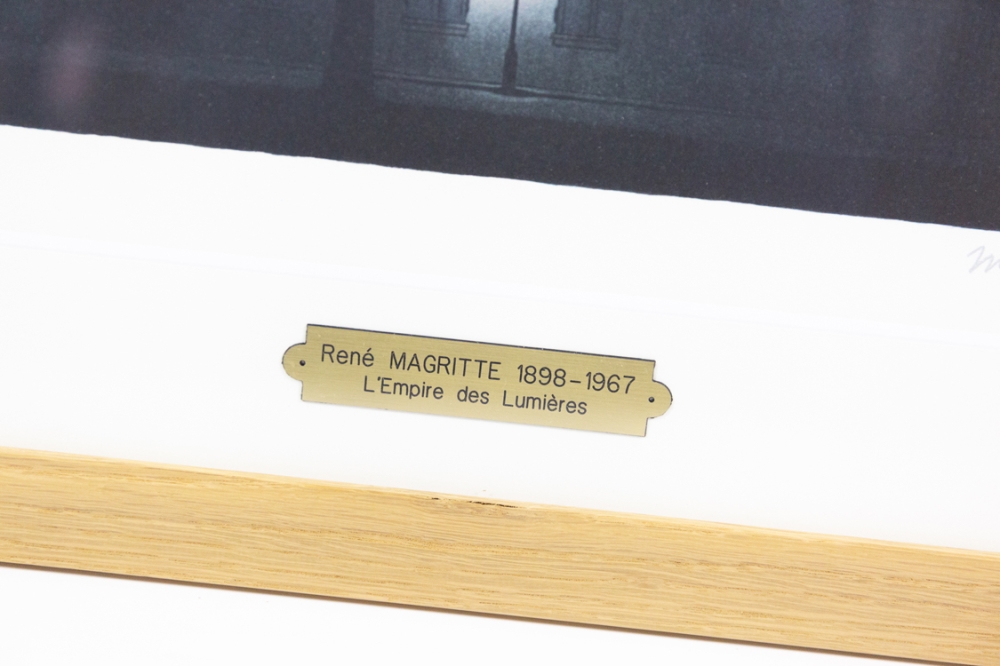 René MAGRITTE 1898-1967
L'Empire des Lumières